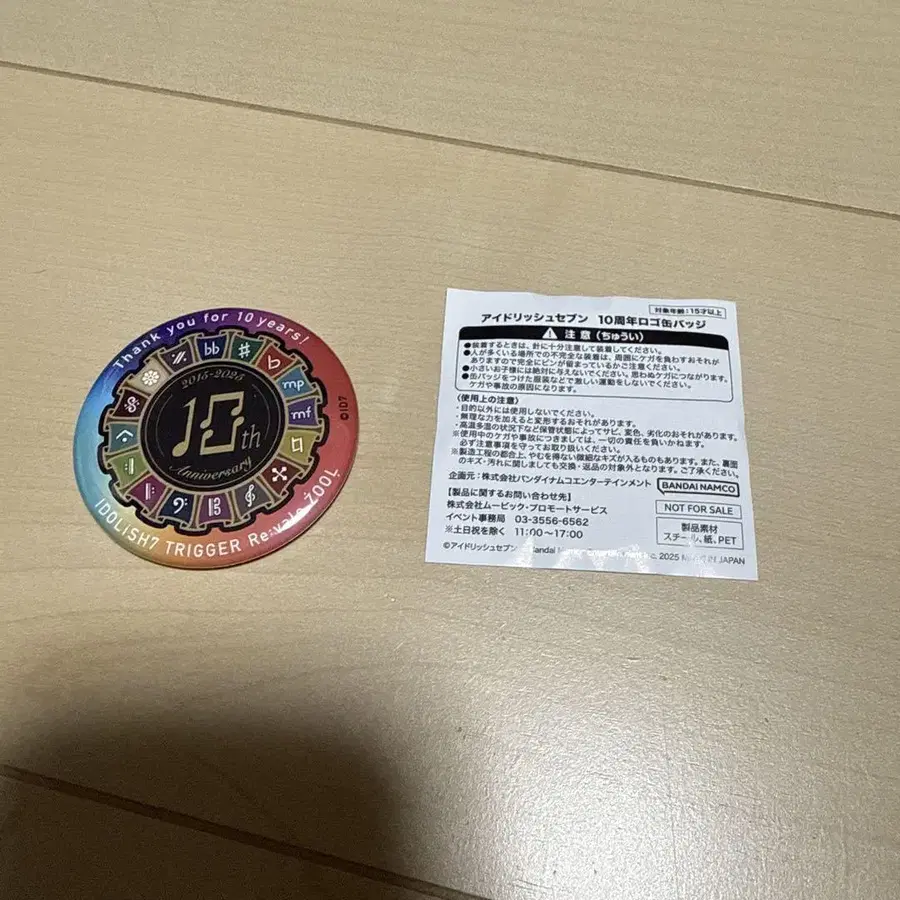 Thank you for 10 years!
2015-2025
10th
Anniversary
bb
mp
mf
©ID7
IDOLiSH7 TRIGGER Re:vale ŹOOĻ
対象年齢:15才以上
アイドリッシュセブン 10周年ロゴ缶バッジ
注意(ちゅうい)
●装着するときは、針に十分注意して装着してください。
●人が多くいる場所での不完全な装着は、周囲にケガを負わすおそれが
ありますので完全にピンが留まっているかご注意ください。
●小さいお子様には絶対に与えないでください。思わぬケガにつながります。
●缶バッジをつけた服装などで激しい運動をしないでください。
ケガや事故の原因になります。
〈使用上の注意〉
・目的以外には使用しないでください。
・無理な力を加えると変形するおそれがあります。
・高温多湿の状況下など保管状態によってサビ、変色、劣化のおそれがあります。
※使用中のケガや事故につきましては、一切の責任を負いかねます。
必ず注意事項を守ってお取り扱いください。
※製造工程の都合上、やむを得ない微細なキズが入るものもあります。また、裏面
のキズ・汚れに関しましても交換・返品の対象外となります。ご了承ください。
企画元:株式会社バンダイナムコエンターテインメント
BANDAI NAMCO
【製品に関するお問い合わせ先】
株式会社ムービック・プロモートサービス
イベント事務局 03-3556-6562
※土日祝を除く 11:00~17:00
NOT FOR SALE
製品素材
スチール、紙、PET
©アイドリッシュセブン Inc. 2025 IN JAPAN